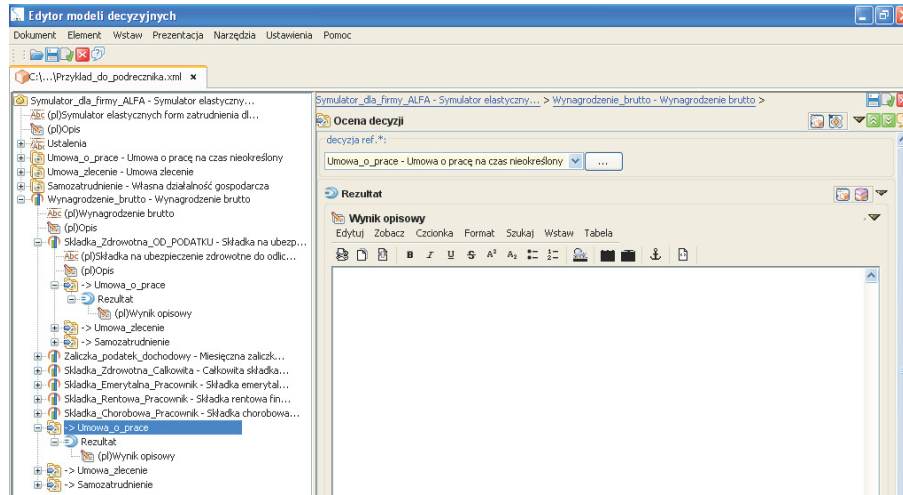 Edytor modeli decyzyjnych
Dokument Element Wstaw Prezentacja Narzędzia Ustawienia Pomoc
C:\...\Przyklad_do_podrecznika.xml ×
Symulator_dla_firmy_ALFA - Symulator elastyczny...
Abc (pl)Symulator elastycznych form zatrudnienia dl...
(pl)Opis
Abc Ustalenia
Umowa_o_prace - Umowa o pracę na czas nieokreślony
Umowa_zlecenie - Umowa zlecenie
Samozatrudnienie - Własna działalność gospodarcza
Wynagrodzenie_brutto - Wynagrodzenie brutto
Abc (pl)Wynagrodzenie brutto
(pl)Opis
Skladka_Zdrowotna_OD_PODATKU - Składka na ubezp...
Abc (pl)Składka na ubezpieczenie zdrowotne do odlic...
(pl)Opis
-> Umowa_o_prace
Rezultat
(pl)Wynik opisowy
-> Umowa_zlecenie
-> Samozatrudnienie
Zaliczka_podatek_dochodowy - Miesięczna zaliczk...
Skladka_Zdrowotna_Calkowita - Całkowita składka...
Skladka_Emerytalna_Pracownik - Składka emerytal...
Skladka_Rentowa_Pracownik - Składka rentowa fin...
Skladka_Chorobowa_Pracownik - Składka chorobowa...
-> Umowa_o_prace
Rezultat
(pl)Wynik opisowy
-> Umowa_zlecenie
-> Samozatrudnienie
Symulator_dla_firmy_ALFA - Symulator elastyczny... > Wynagrodzenie_brutto - Wynagrodzenie brutto >
Ocena decyzji
decyzja ref.*:
Umowa_o_prace - Umowa o pracę na czas nieokreślony ...
Rezultat
Wynik opisowy
Edytuj Zobacz Czcionka Format Szukaj Wstaw Tabela
B I U S A² A₂